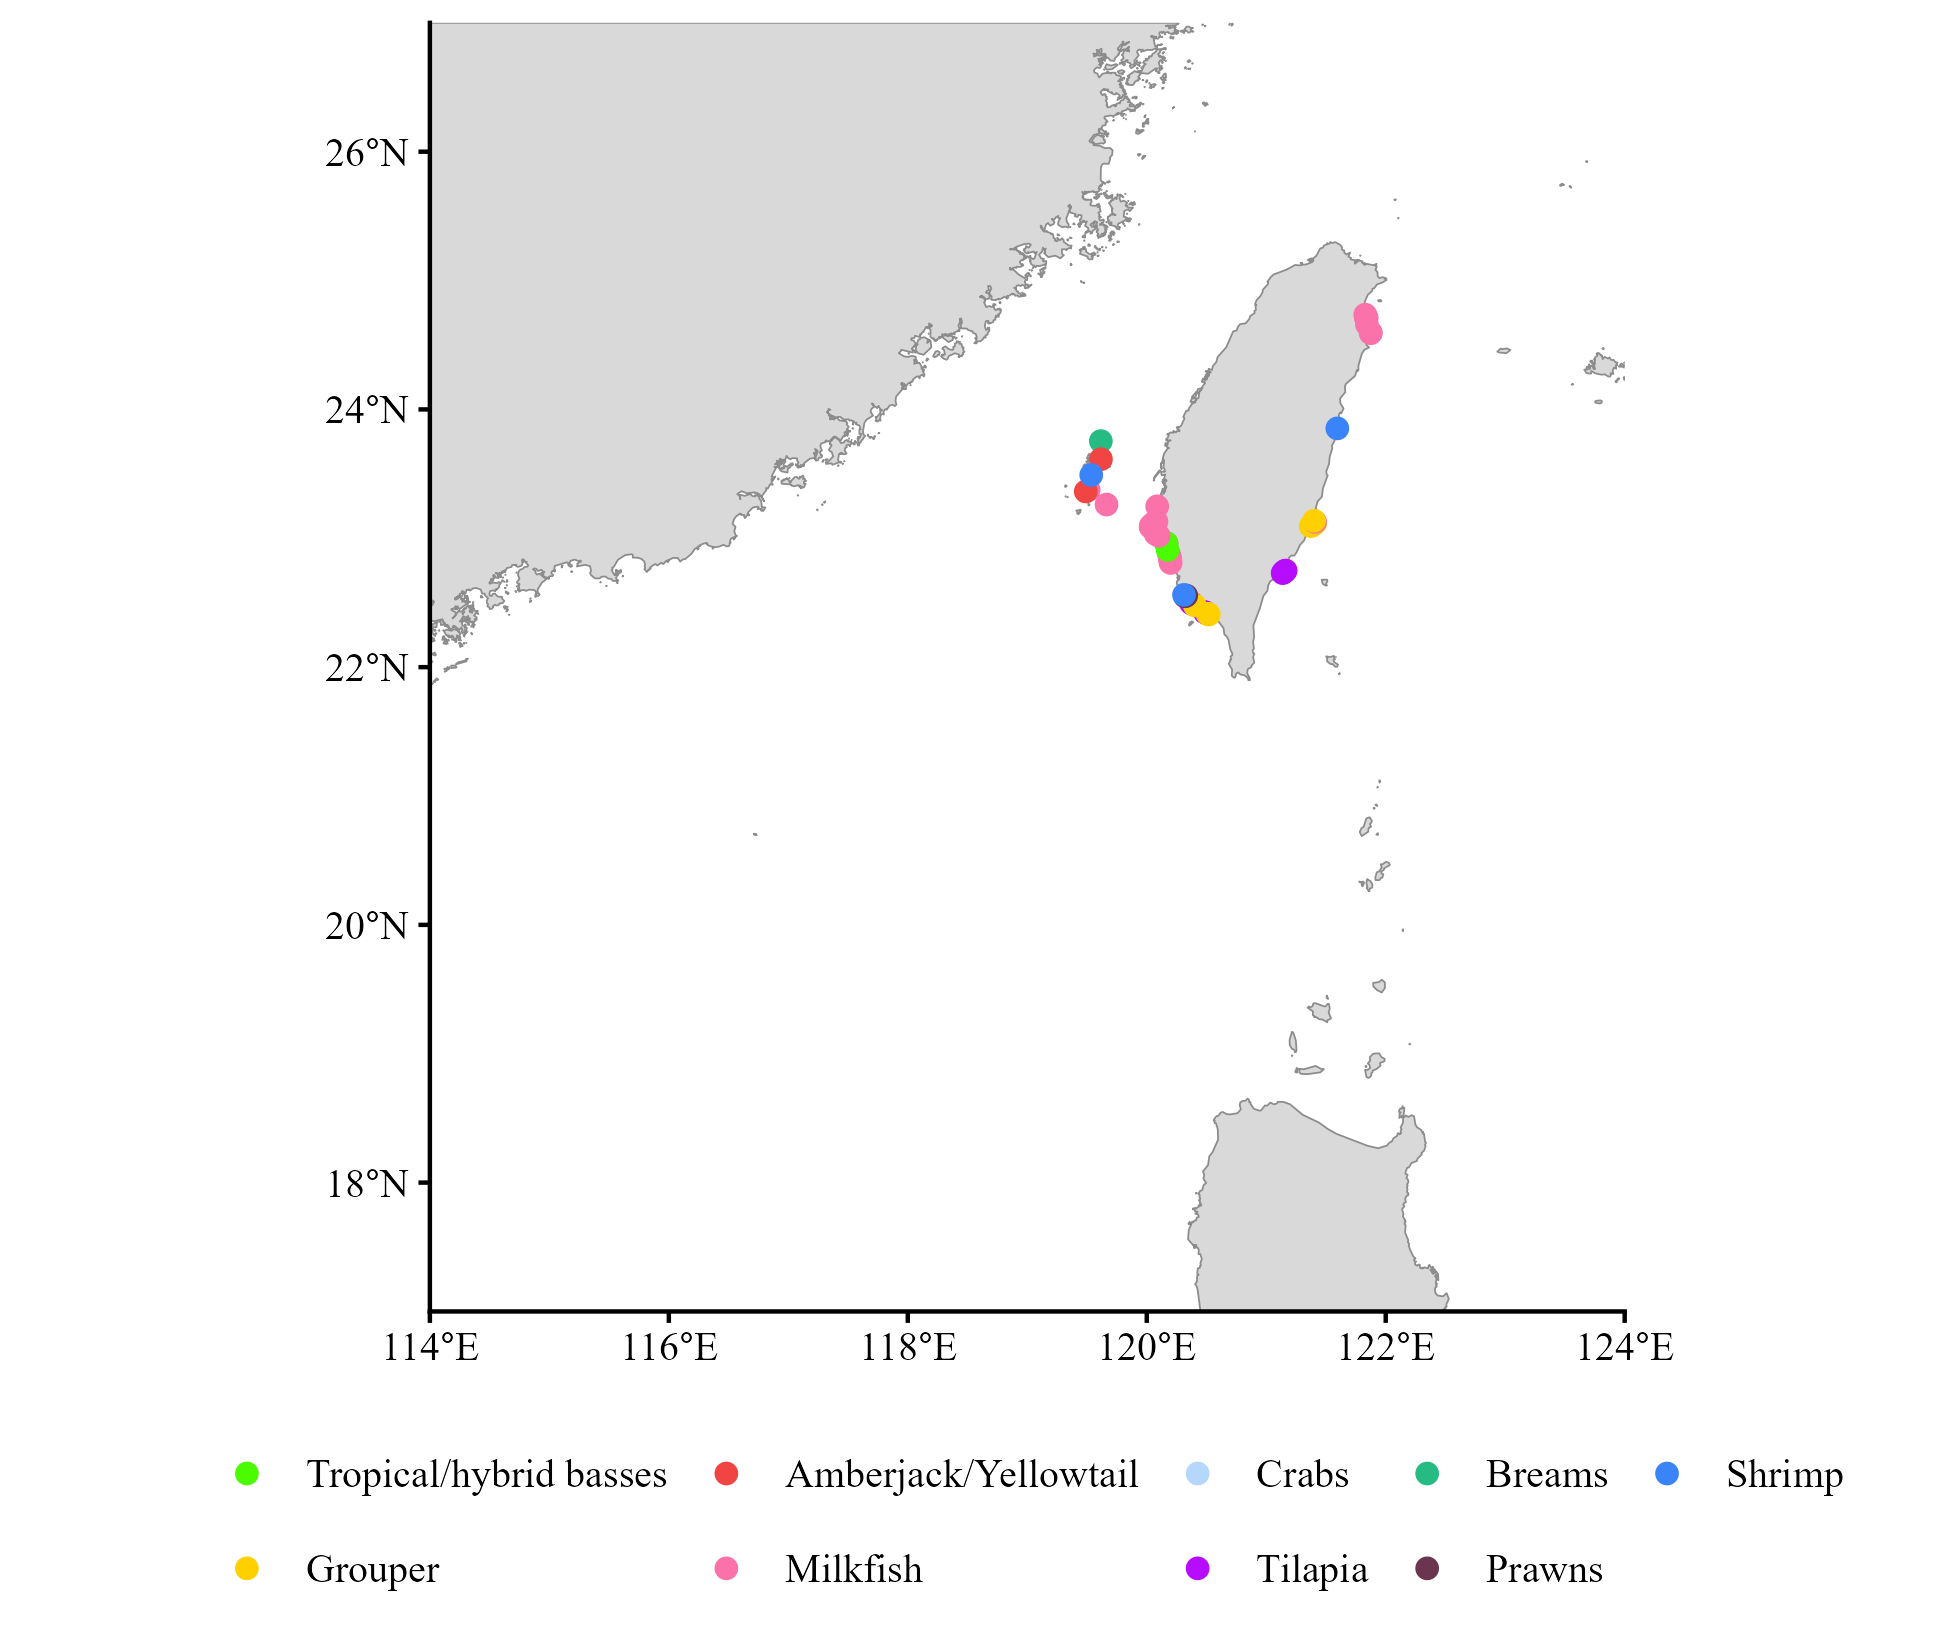 26°N
24°N
22°N
20°N
18°N
114°E 116°E 118°E 120°E 122°E 124°E
Tropical/hybrid basses Amberjack/Yellowtail Crabs Breams Shrimp
Grouper Milkfish Tilapia Prawns